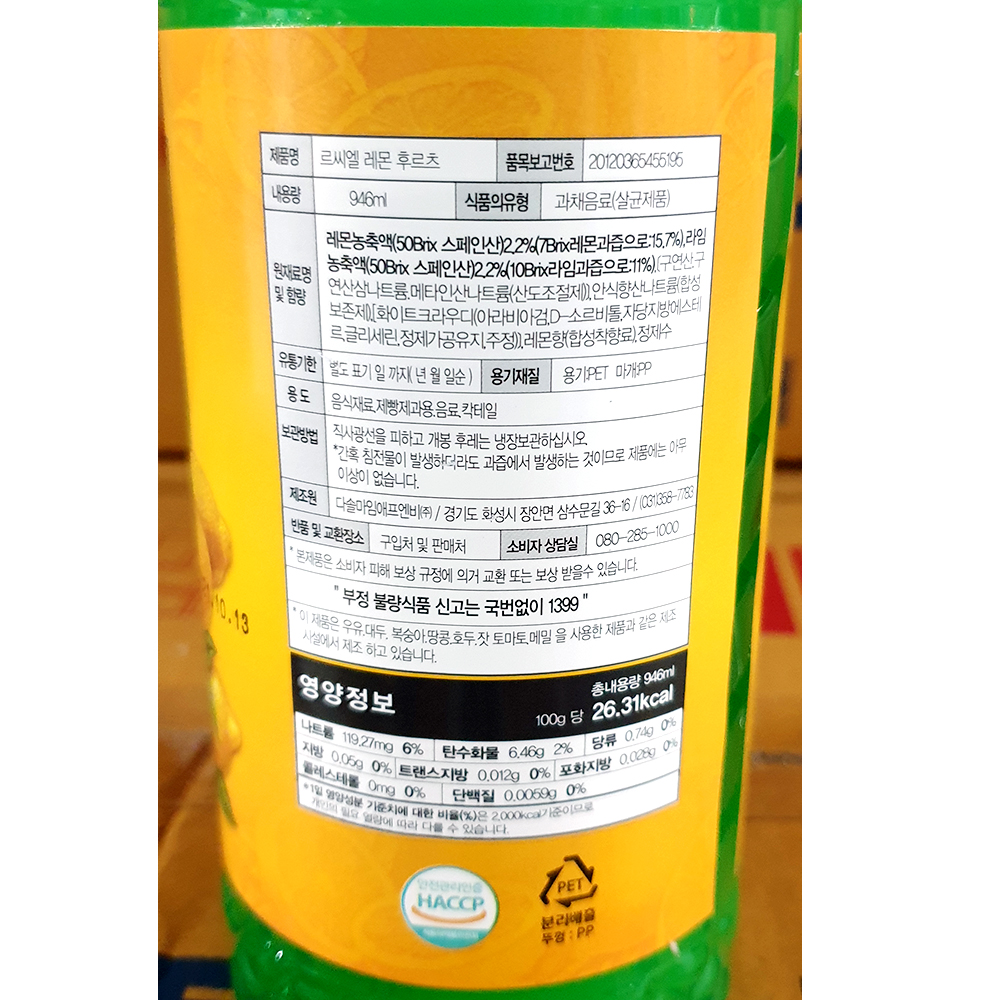 제품명 르씨엘 레몬 후르츠 품목보고번호 20120365455195
내용량 946ml 식품의유형 과채음료(살균제품)
원재료명 및 함량
레몬농축액(50Brix 스페인산)2.2%(7Brix레몬과즙으로:15.7%),라임
농축액(50Brix 스페인산)2.2%(10Brix라임과즙으로:11%),(구연산,구
연산삼나트륨,메타인산나트륨(산도조절제)),안식향산나트륨(합성
보존제),[화이트크라우디(아라비아검,D-소르비톨,자당지방에스테
르,글리세린,정제가공유지,주정)],레몬향(합성착향료),정제수
유통기한 별도 표기 일 까지( 년 월 일순 ) 용기재질 용기:PET 마개:PP
용 도 음식재료,제빵제과용,음료,칵테일
보관방법 직사광선을 피하고 개봉 후레는 냉장보관하십시오.
*간혹 침전물이 발생하더라도 과즙에서 발생하는 것이므로 제품에는 아무
이상이 없습니다.
제조원 다솔마임애프엔비㈜ / 경기도 화성시 장안면 삼수문길 36-16 / (031)358-7783
반품 및 교환장소 구입처 및 판매처 소비자 상담실 080-285-1000
* 본제품은 소비자 피해 보상 규정에 의거 교환 또는 보상 받을수 있습니다.
" 부정 불량식품 신고는 국번없이 1399 "
* 이 제품은 우유,대두, 복숭아,땅콩,호두,잣 토마토,메밀 을 사용한 제품과 같은 제조
시설에서 제조 하고 있습니다.
10.13
영양정보 총내용량 946ml
100g 당 26.31kcal
나트륨 119.27mg 6% 탄수화물 6.46g 2% 당류 0.74g 0%
지방 0.05g 0% 트랜스지방 0.012g 0% 포화지방 0.028g 0%
콜레스테롤 0mg 0% 단백질 0.0059g 0%
*1일 영양성분 기준치에 대한 비율(%)은 2,000kcal기준이므로
개인의 필요 열량에 따라 다를 수 있습니다.
안전관리인증
HACCP
PET
분리배출
뚜껑 : PP